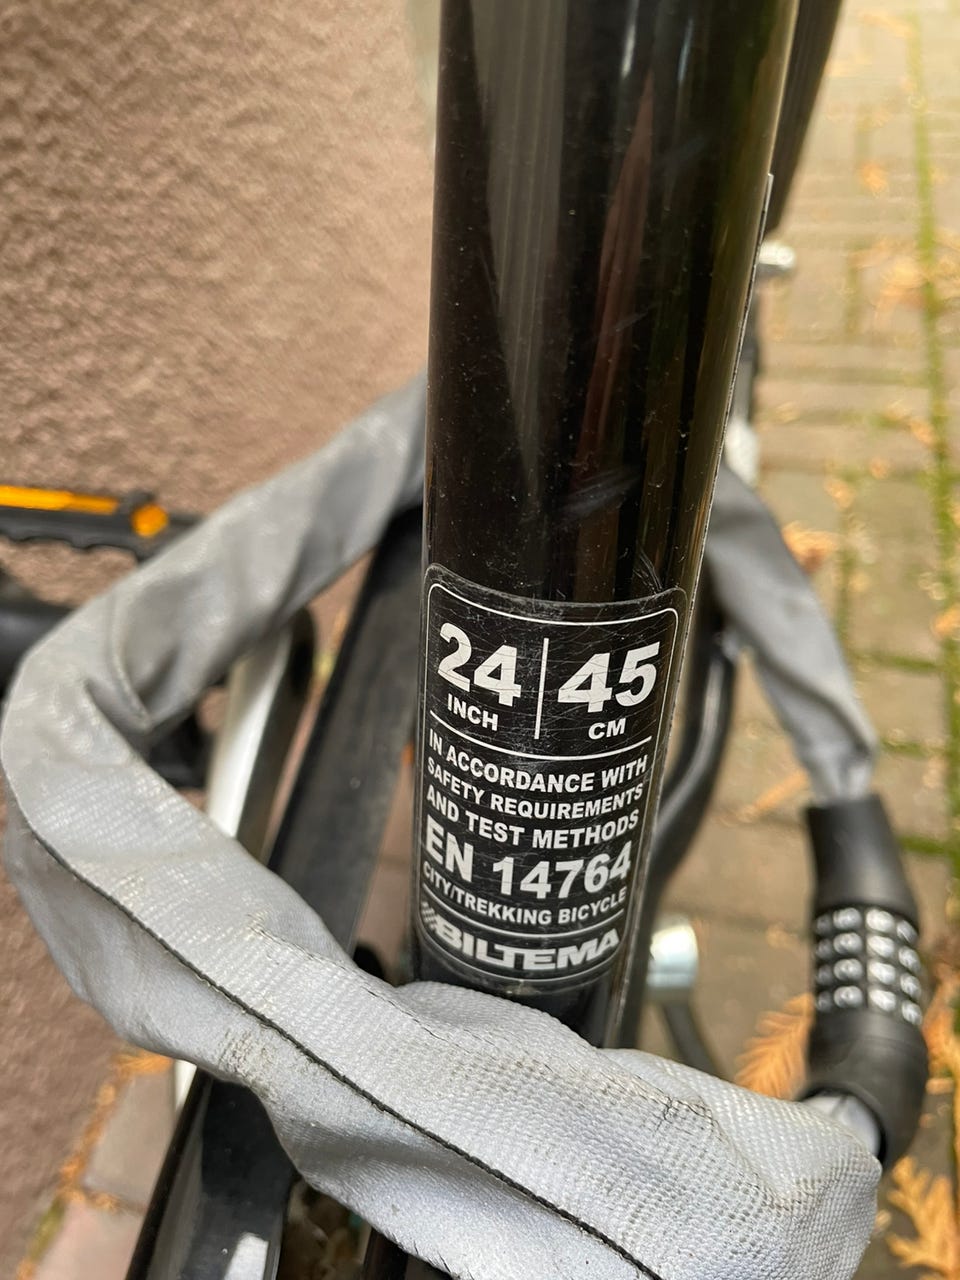 24 | 45
INCH CM
IN ACCORDANCE WITH
SAFETY REQUIREMENTS
AND TEST METHODS
EN 14764
CITY/TREKKING BICYCLE
BILTEMA